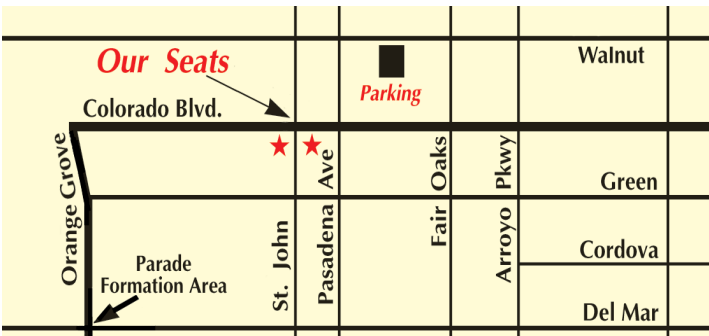 Walnut
Our Seats
Parking
Colorado Blvd.
Orange Grove
St. John
Pasadena Ave
Fair Oaks
Arroyo Pkwy
Green
Cordova
Parade
Formation Area
Del Mar